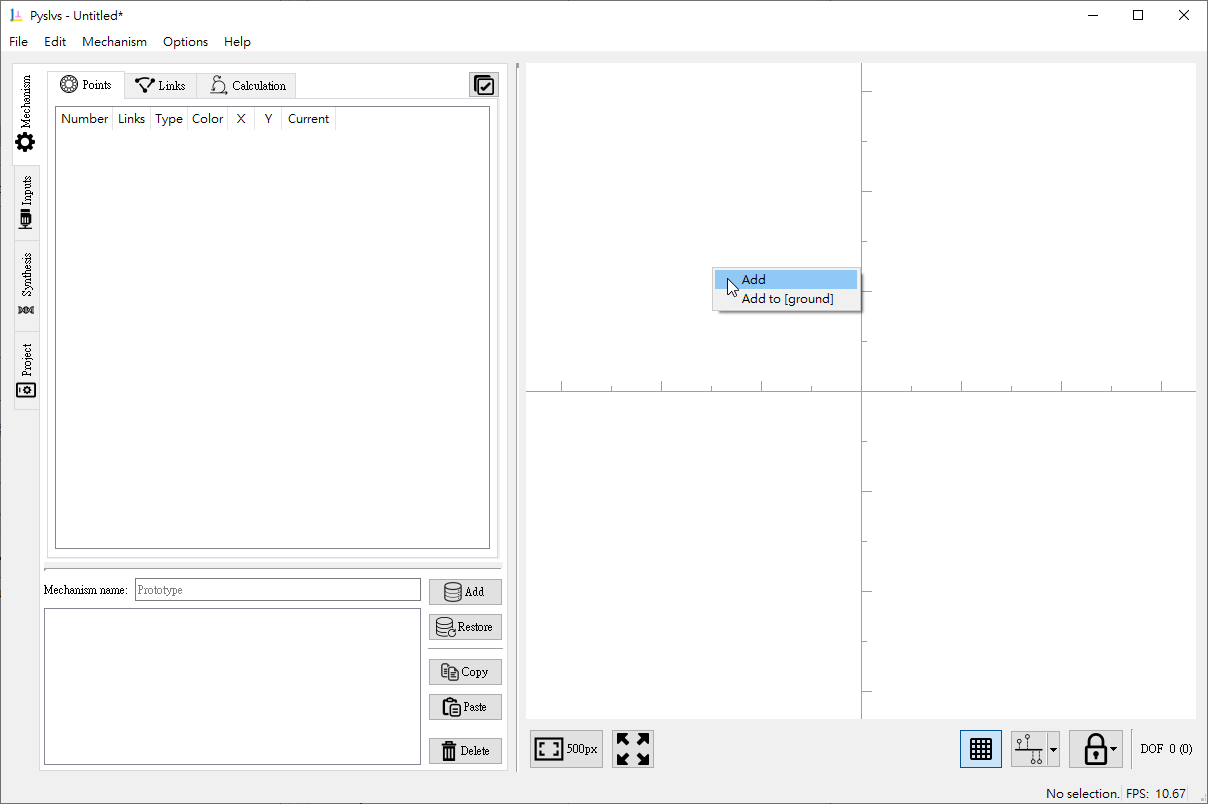 Pyslvs - Untitled*
File Edit Mechanism Options Help
Mechanism
Inputs
Synthesis
Project
Points Links Calculation
Number Links Type Color X Y Current
Add
Add to [ground]
Mechanism name: Prototype
Add
Restore
Copy
Paste
Delete
500px
DOF 0 (0)
No selection. FPS: 10.67